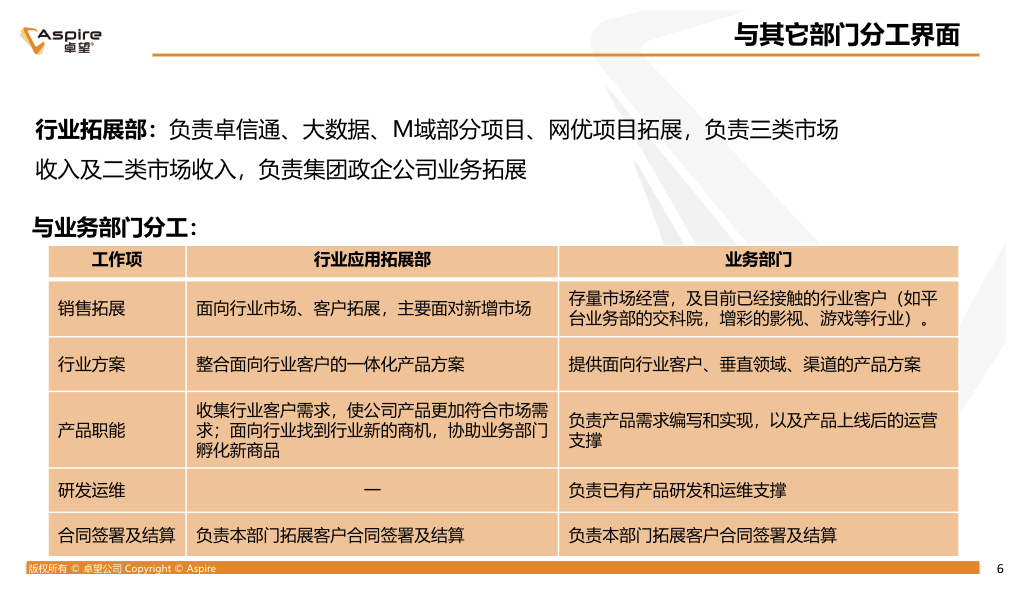 Aspire
卓望®
与其它部门分工界面
行业拓展部：负责卓信通、大数据、M域部分项目、网优项目拓展，负责三类市场
收入及二类市场收入，负责集团政企公司业务拓展
与业务部门分工：
工作项
行业应用拓展部
业务部门
销售拓展
面向行业市场、客户拓展，主要面对新增市场
存量市场经营，及目前已经接触的行业客户（如平
台业务部的交科院，增彩的影视、游戏等行业）。
行业方案
整合面向行业客户的一体化产品方案
提供面向行业客户、垂直领域、渠道的产品方案
产品职能
收集行业客户需求，使公司产品更加符合市场需
求；面向行业找到行业新的商机，协助业务部门
孵化新商品
负责产品需求编写和实现，以及产品上线后的运营
支撑
研发运维
—
负责已有产品研发和运维支撑
合同签署及结算
负责本部门拓展客户合同签署及结算
负责本部门拓展客户合同签署及结算
版权所有 © 卓望公司 Copyright © Aspire
6